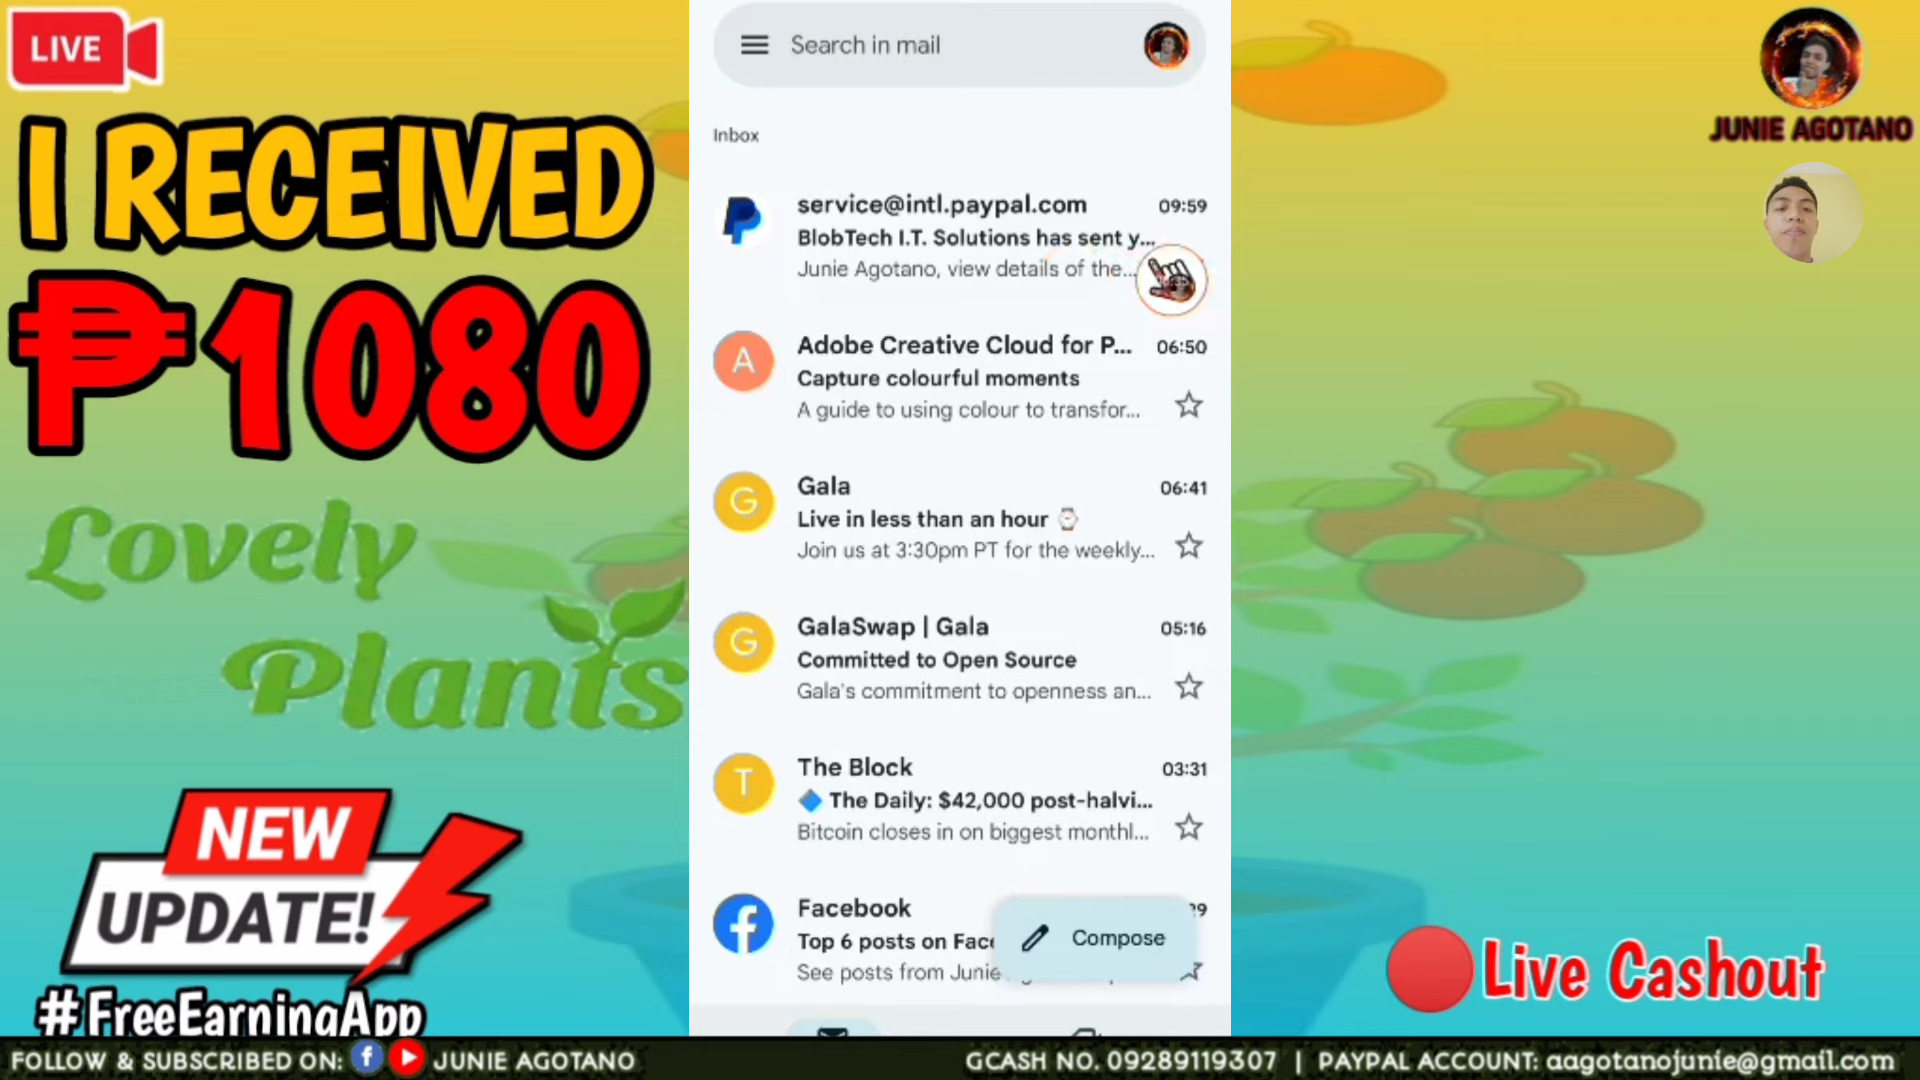 LIVE
I RECEIVED
₱1080
Lovely
Plants
NEW
UPDATE!
#FreeEarningApp
Search in mail
Inbox
service@intl.paypal.com 09:59
BlobTech I.T. Solutions has sent y...
Junie Agotano, view details of the...
A
Adobe Creative Cloud for P... 06:50
Capture colourful moments
A guide to using colour to transfor...
G
Gala 06:41
Live in less than an hour ⌚
Join us at 3:30pm PT for the weekly...
G
GalaSwap | Gala 05:16
Committed to Open Source
Gala's commitment to openness an...
T
The Block 03:31
🔷 The Daily: $42,000 post-halvi...
Bitcoin closes in on biggest monthl...
Facebook
Top 6 posts on Face
See posts from Junie
Compose
JUNIE AGOTANO
Live Cashout
FOLLOW & SUBSCRIBED ON: JUNIE AGOTANO
GCASH NO. 09289119307 | PAYPAL ACCOUNT: aagotanojunie@gmail.com